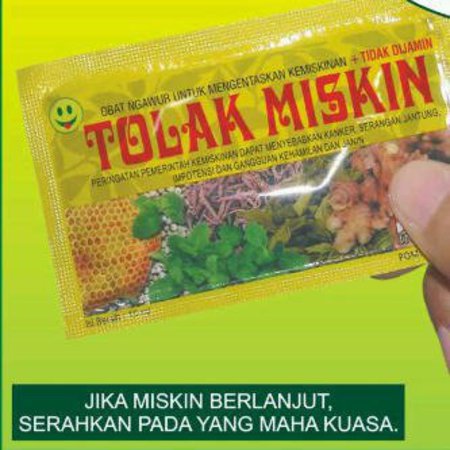 OBAT NGAWUR UNTUK MENGENTASKAN KEMISKINAN + TIDAK DIJAMIN
TOLAK MISKIN
PERINGATAN PEMERINTAH KEMISKINAN DAPAT MENYEBABKAN KANKER, SERANGAN JANTUNG,
IMPOTENSI DAN GANGGUAN KEHAMILAN DAN JANIN
JIKA MISKIN BERLANJUT,
SERAHKAN PADA YANG MAHA KUASA.